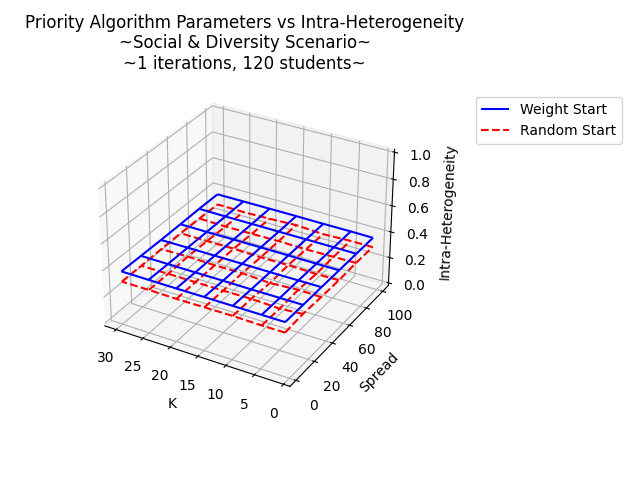 Priority Algorithm Parameters vs Intra-Heterogeneity
~Social & Diversity Scenario~
~1 iterations, 120 students~
Weight Start
Random Start
Intra-Heterogeneity
1.0
0.8
0.6
0.4
0.2
0.0
100
80
60
40
20
0
Spread
30
25
20
15
10
5
0
K